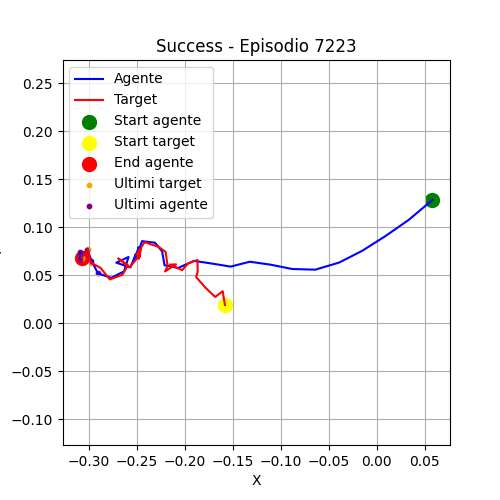 Success - Episodio 7223
Agente
Target
Start agente
Start target
End agente
Ultimi target
Ultimi agente
0.25
0.20
0.15
0.10
0.05
0.00
−0.05
−0.10
−0.30 −0.25 −0.20 −0.15 −0.10 −0.05 0.00 0.05
X